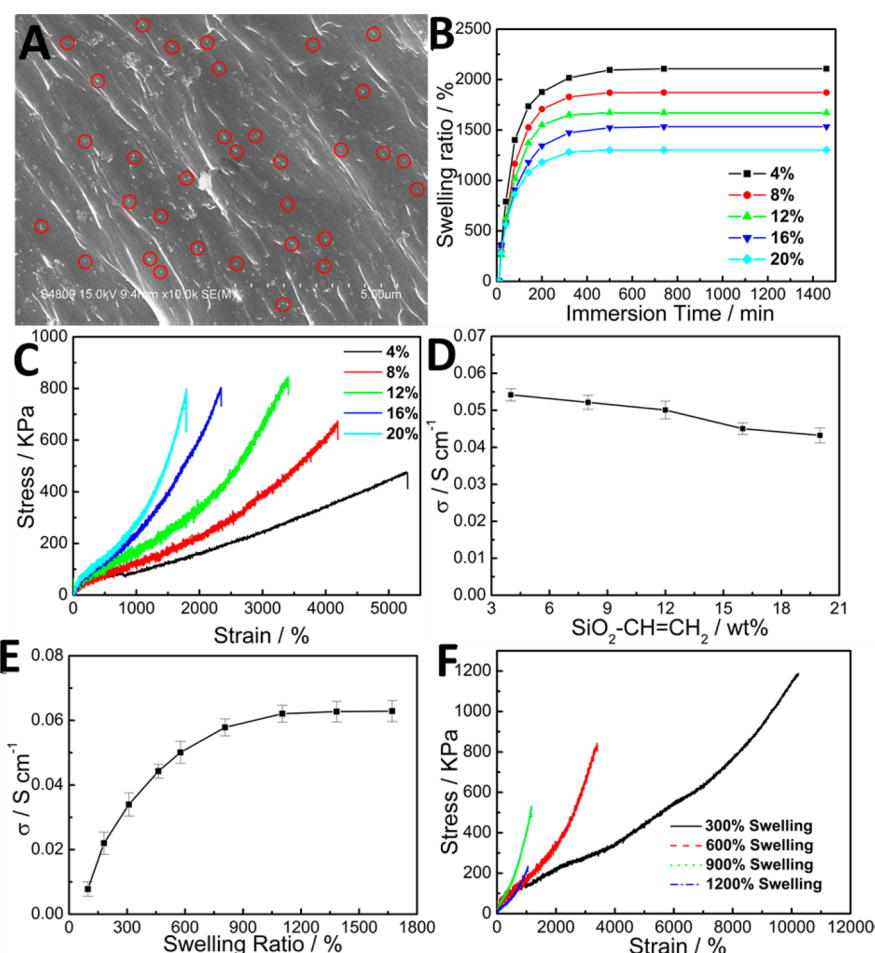 A
S4800 15.0kV 9.4mm x10.0k SE(M)
5.00um
B
Swelling ratio / %
2500
2000
1500
1000
500
0
0 200 400 600 800 1000 1200 1400
Immersion Time / min
4%
8%
12%
16%
20%
C
Stress / KPa
1000
800
600
400
200
0
0 1000 2000 3000 4000 5000
Strain / %
4%
8%
12%
16%
20%
D
σ / S cm⁻¹
0.07
0.06
0.05
0.04
0.03
0.02
0.01
0.00
3 6 9 12 15 18 21
SiO₂-CH=CH₂ / wt%
E
σ / S cm⁻¹
0.08
0.06
0.04
0.02
0.00
0 300 600 900 1200 1500 1800
Swelling Ratio / %
F
Stress / KPa
1200
1000
800
600
400
200
0
0 2000 4000 6000 8000 10000 12000
Strain / %
300% Swelling
600% Swelling
900% Swelling
1200% Swelling